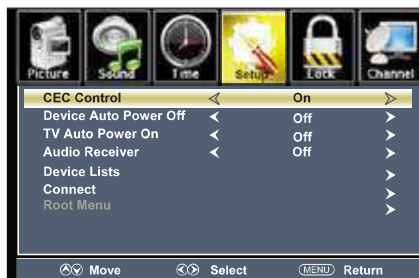 Picture Sound Time Setup Lock Channel
CEC Control On
Device Auto Power Off Off
TV Auto Power On Off
Audio Receiver Off
Device Lists
Connect
Root Menu
Move Select MENU Return